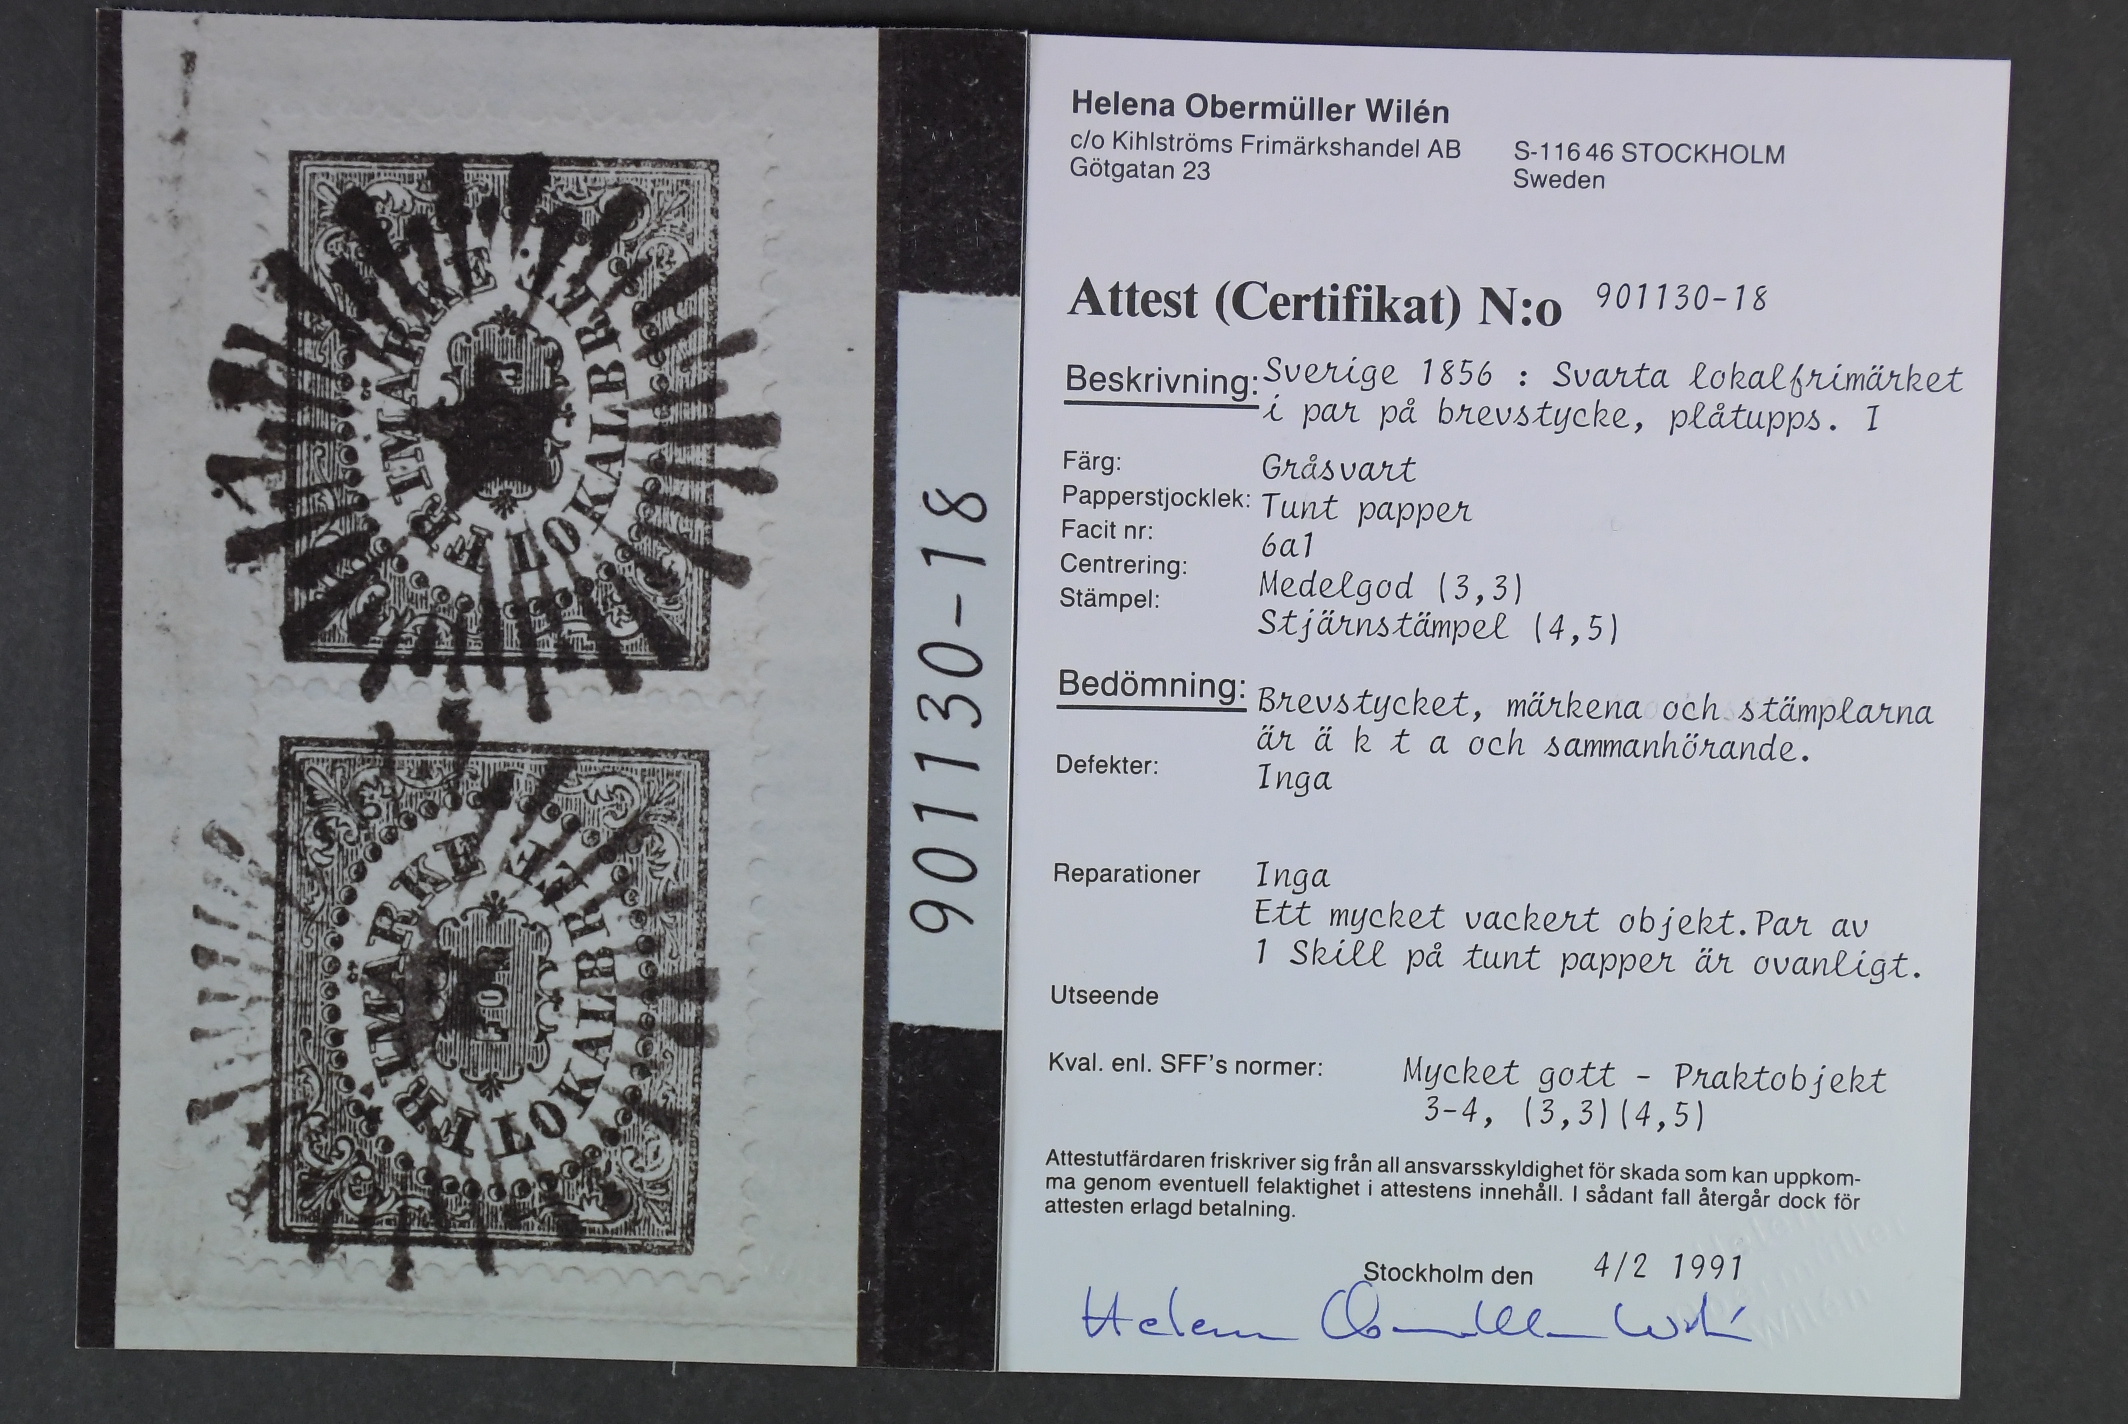 FRIMÄRKE
FÖR
LOKALBREF
FRIMÄRKE
FÖR
LOKALBREF
901130-18
Helena Obermüller Wilén
c/o Kihlströms Frimärkshandel AB S-116 46 STOCKHOLM
Götgatan 23 Sweden
Attest (Certifikat) N:o 901130-18
Beskrivning: Sverige 1856 : Svarta lokalfrimärket
i par på brevstycke, plåtupps. I
Färg: Gråsvart
Papperstjocklek: Tunt papper
Facit nr: 6a1
Centrering: Medelgod (3,3)
Stämpel: Stjärnstämpel (4,5)
Bedömning: Brevstycket, märkena och stämplarna
är ä k t a och sammanhörande.
Defekter: Inga
Reparationer Inga
Ett mycket vackert objekt. Par av
1 Skill på tunt papper är ovanligt.
Utseende
Kval. enl. SFF's normer: Mycket gott - Praktobjekt
3-4, (3,3)(4,5)
Attestutfärdaren friskriver sig från all ansvarsskyldighet för skada som kan uppkom-
ma genom eventuell felaktighet i attestens innehåll. I sådant fall återgår dock för
attesten erlagd betalning.
Stockholm den 4/2 1991
Helena Obermüller Wilén
Helena
Obermüller
Wilén